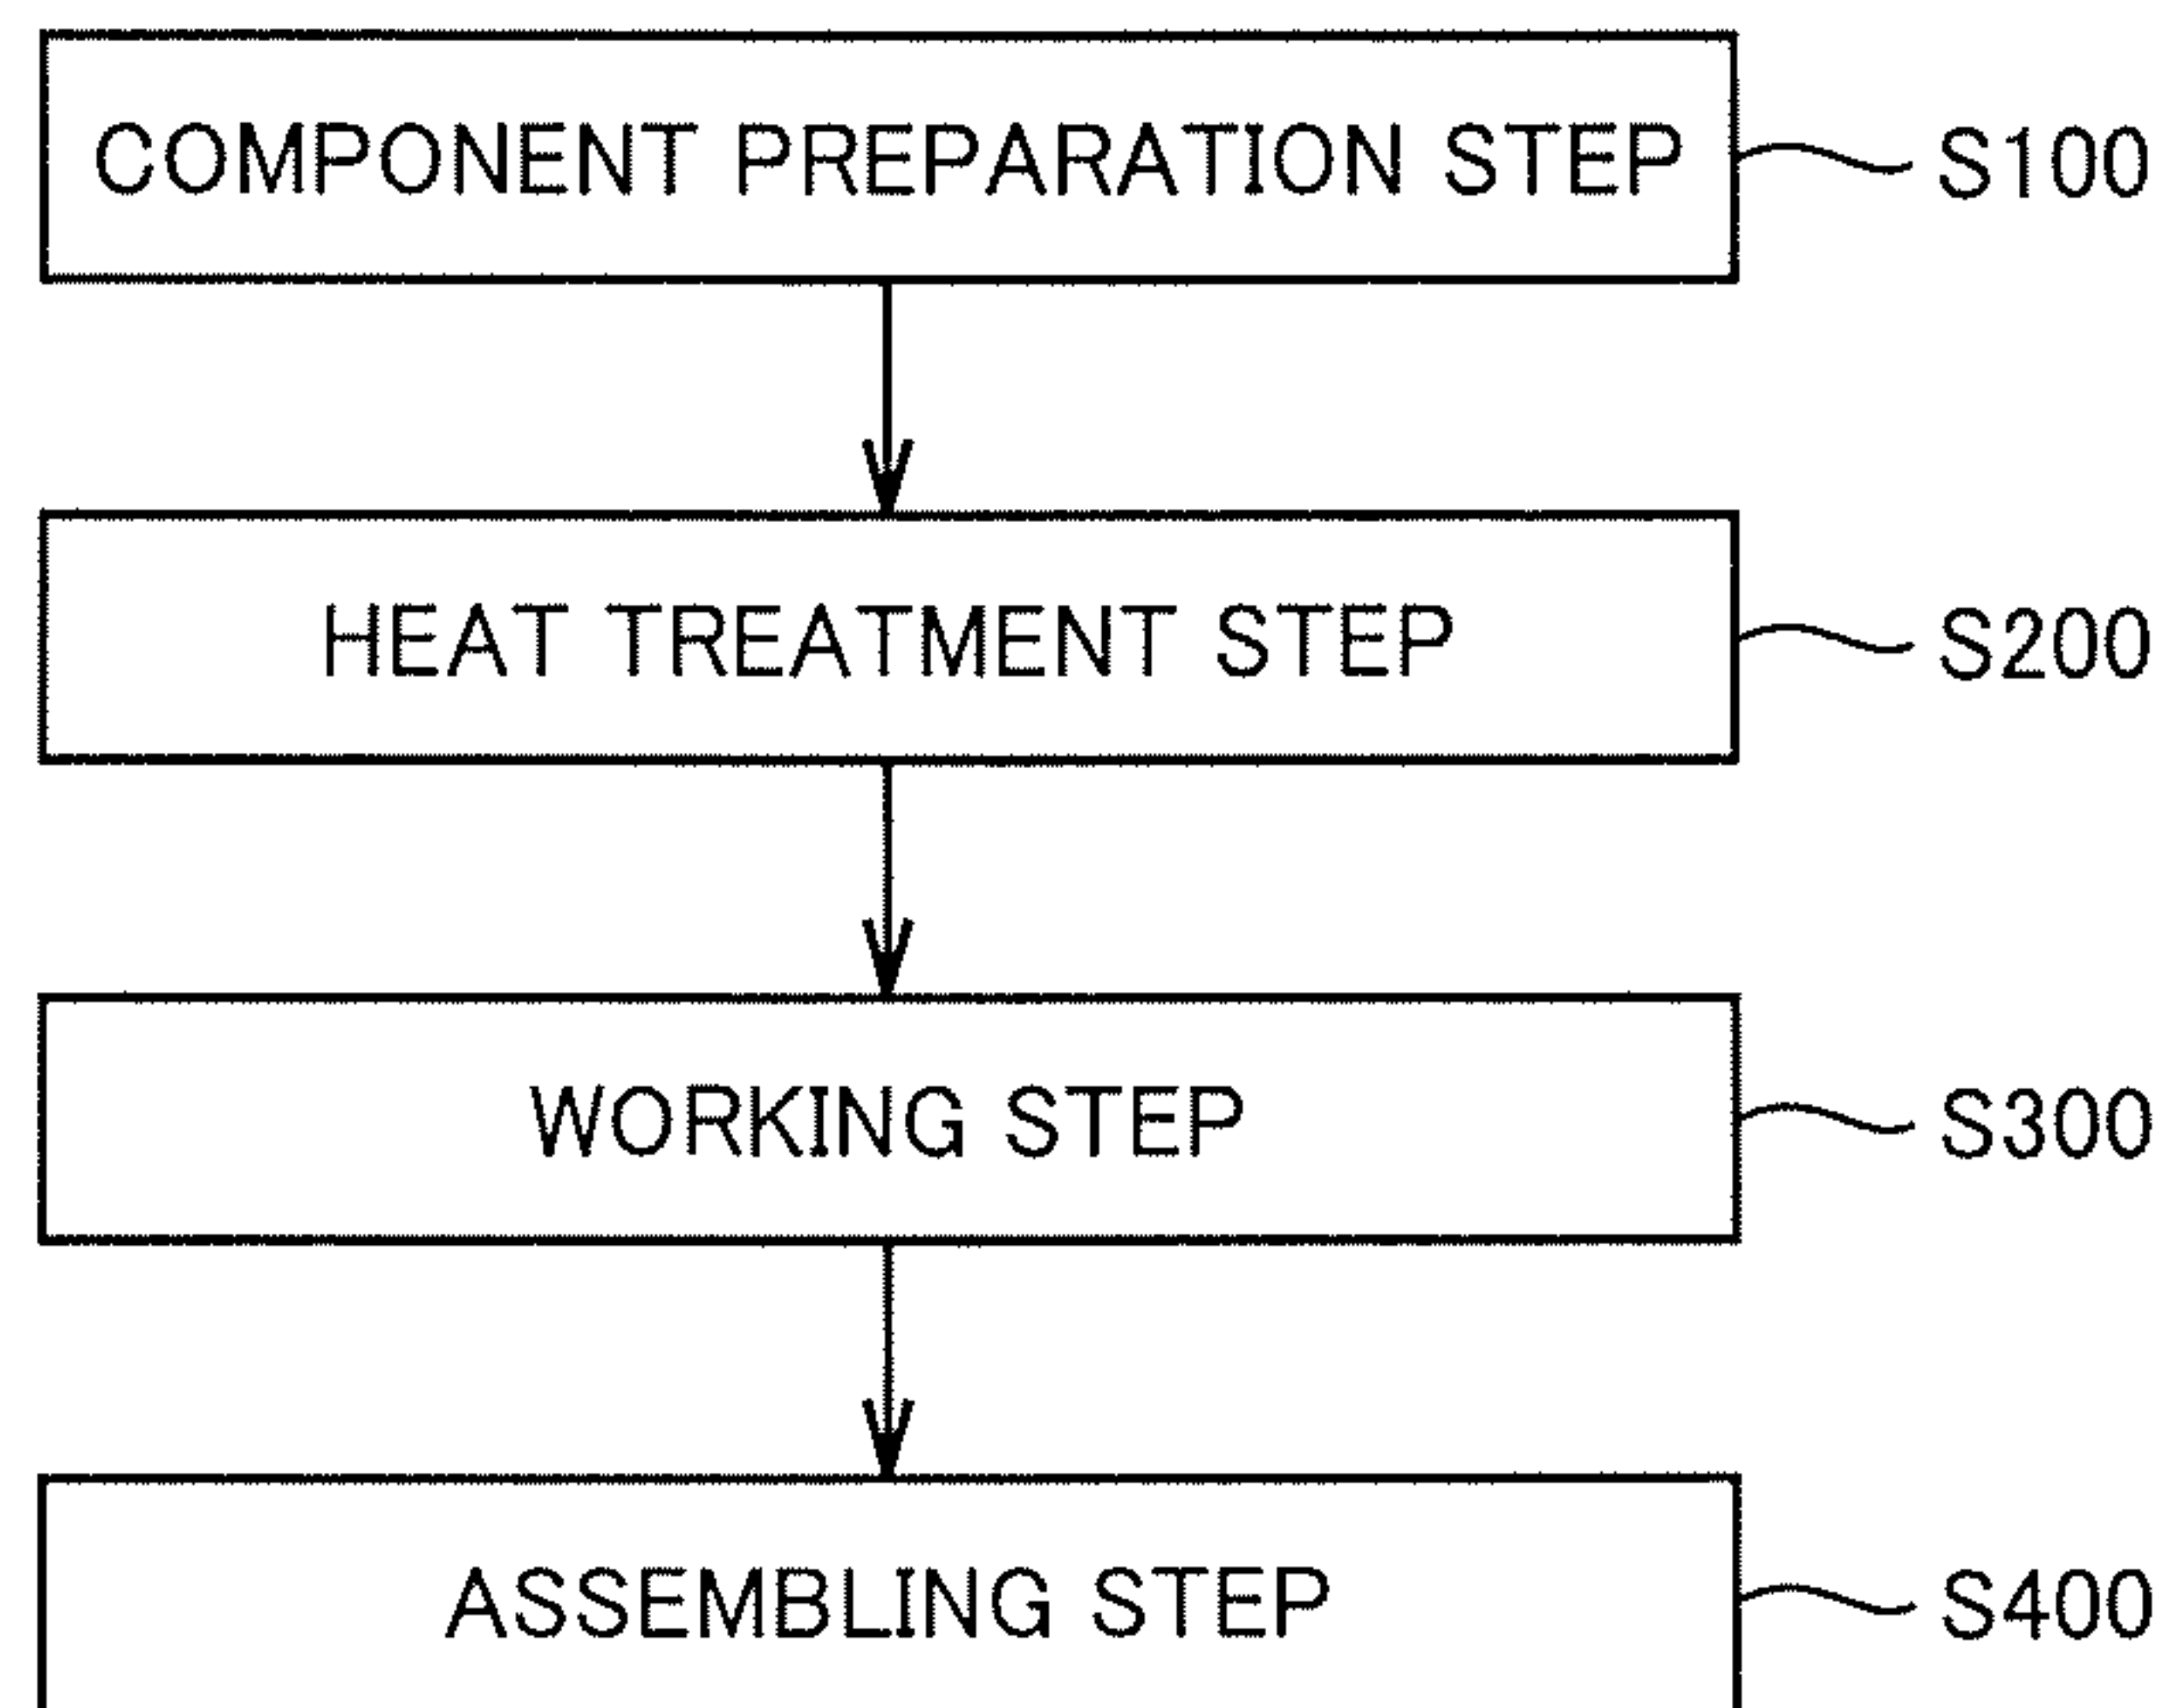 COMPONENT PREPARATION STEP S100
HEAT TREATMENT STEP S200
WORKING STEP S300
ASSEMBLING STEP S400